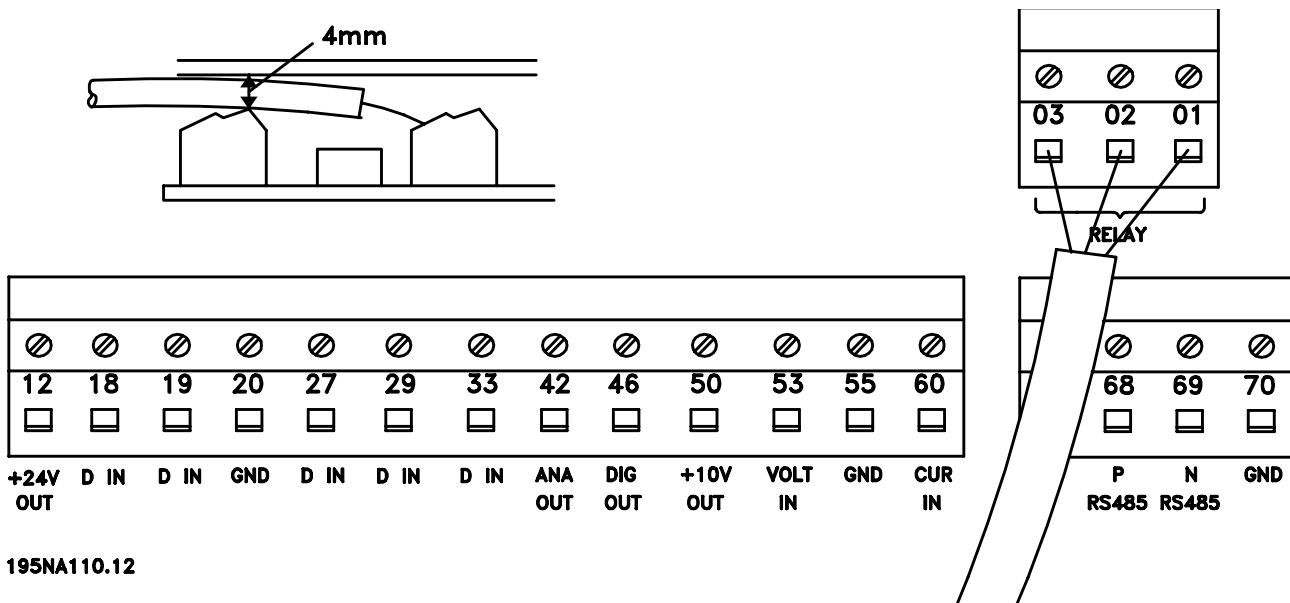 4mm
03 02 01
RELAY
12 18 19 20 27 29 33 42 46 50 53 55 60
68 69 70
+24V D IN D IN GND D IN D IN D IN ANA DIG +10V VOLT GND CUR
OUT OUT OUT OUT IN IN
P N GND
RS485 RS485
195NA110.12